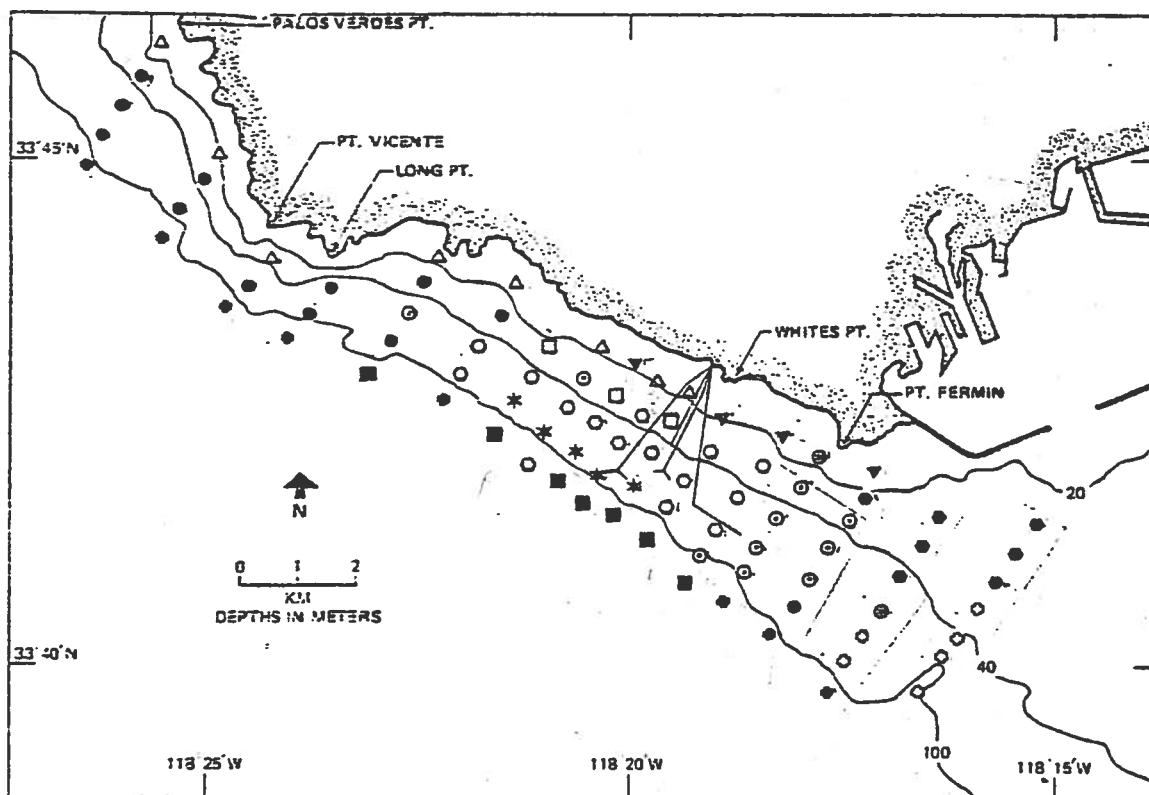 PALOS VERDES PT.
33°45'N
PT. VICENTE
LONG PT.
WHITES PT.
PT. FERMIN
20
N
0 1 2
KM
DEPTHS IN METERS
33°40'N
40
100
118°25'W
118°20'W
118°15'W